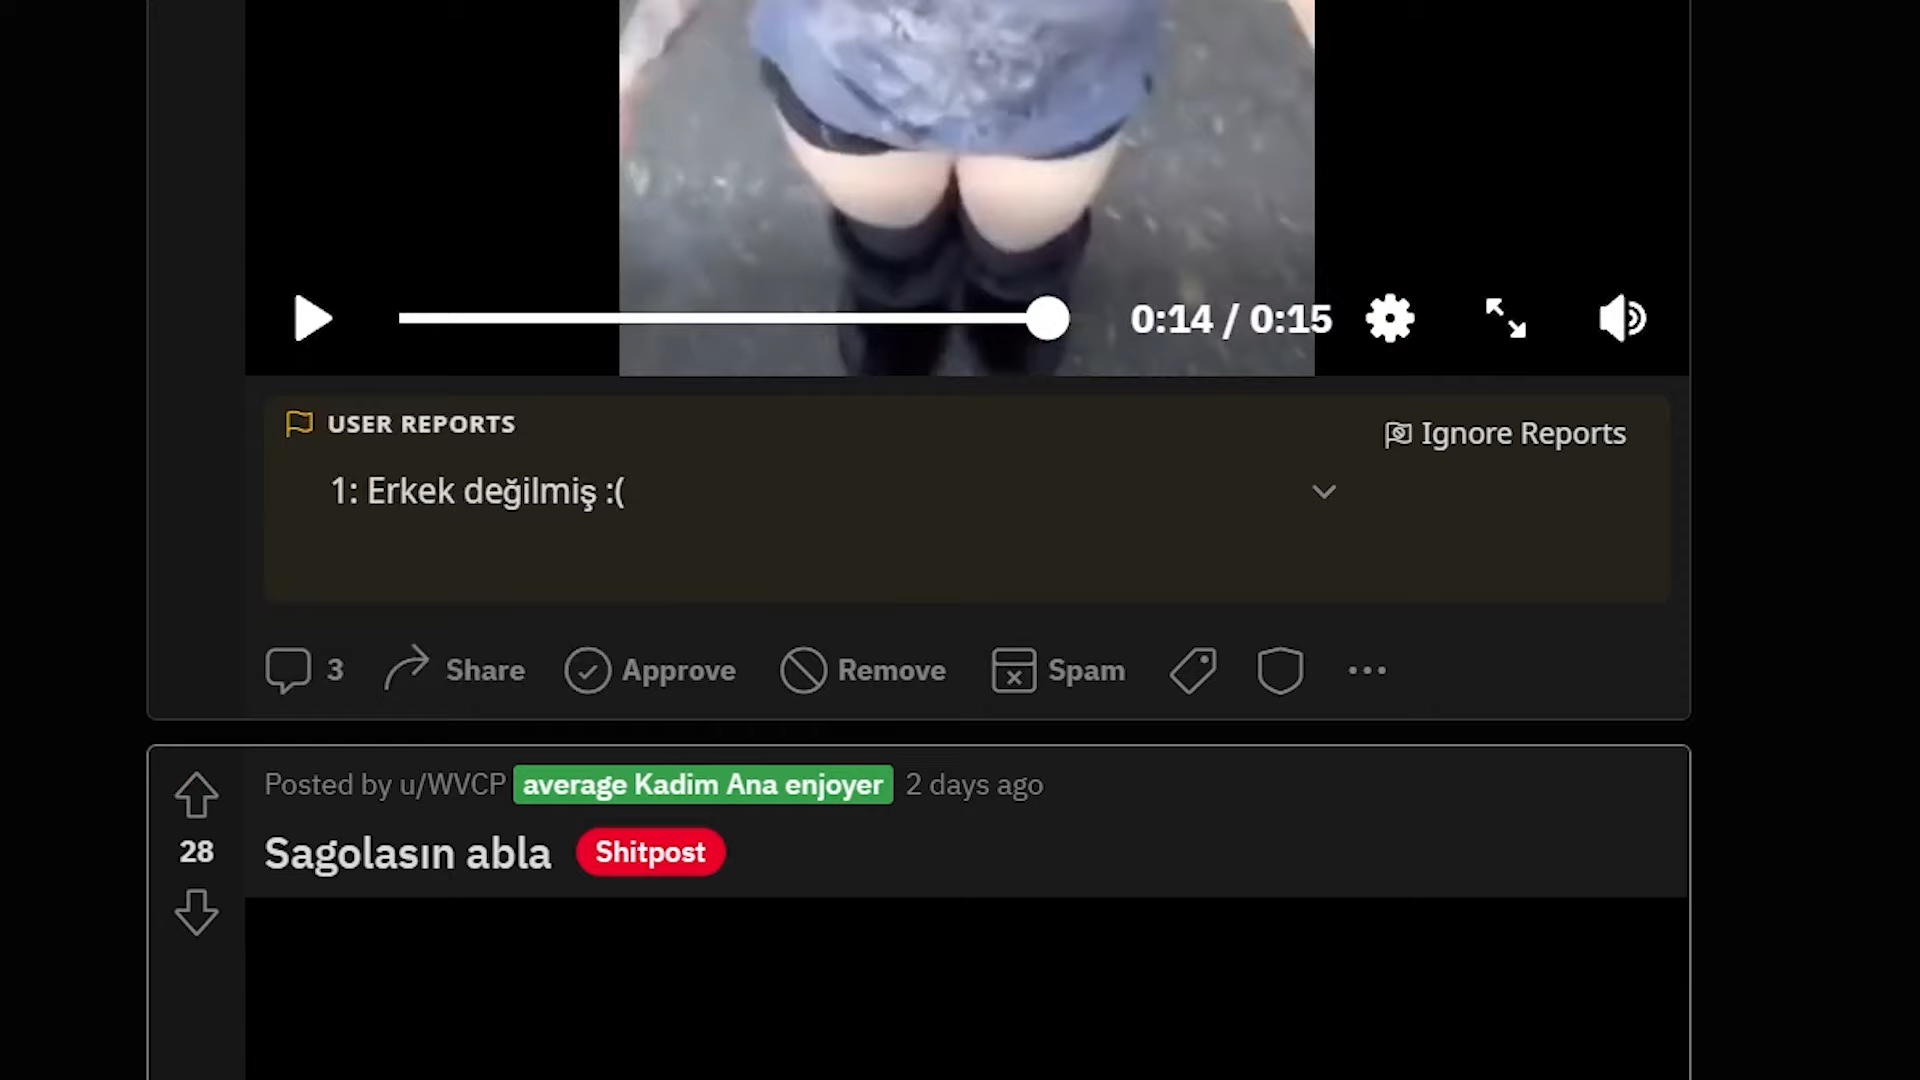 0:14 / 0:15
USER REPORTS
Ignore Reports
1: Erkek değilmiş :(
3 Share Approve Remove Spam
Posted by u/WVCP average Kadim Ana enjoyer 2 days ago
28
Sagolasın abla Shitpost